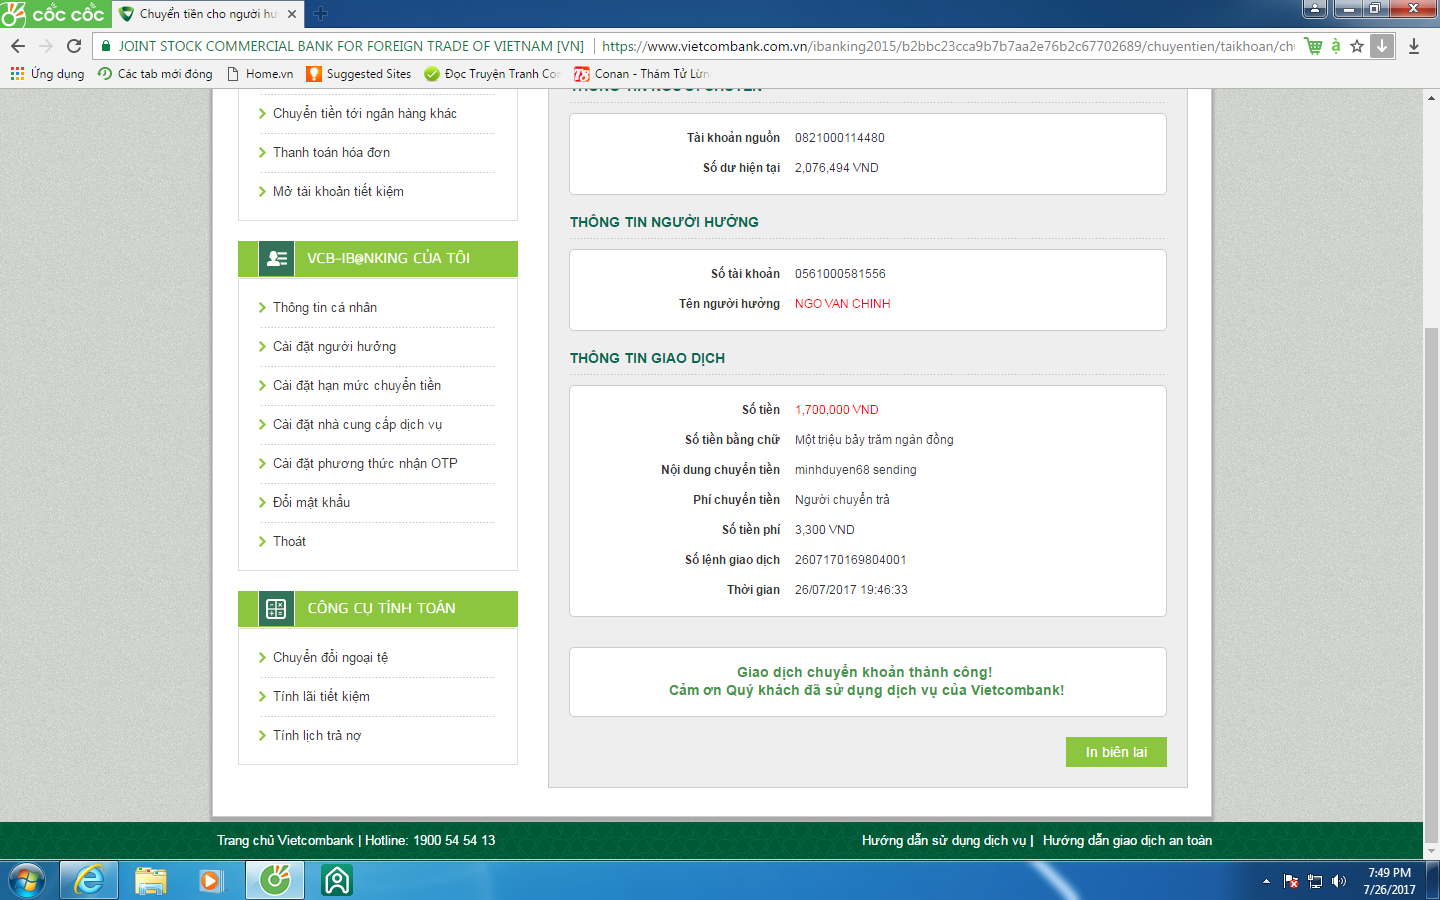 cốc cốc
Chuyển tiền cho người hư
JOINT STOCK COMMERCIAL BANK FOR FOREIGN TRADE OF VIETNAM [VN]
https://www.vietcombank.com.vn/ibanking2015/b2bbc23cca9b7b7aa2e76b2c67702689/chuyentien/taikhoan/chu
Ứng dụng
Các tab mới đóng
Home.vn
Suggested Sites
Đọc Truyện Tranh Con
Conan - Thám Tử Lừn
Chuyển tiền tới ngân hàng khác
Thanh toán hóa đơn
Mở tài khoản tiết kiệm
VCB-IB@NKING CỦA TÔI
Thông tin cá nhân
Cài đặt người hưởng
Cài đặt hạn mức chuyển tiền
Cài đặt nhà cung cấp dịch vụ
Cài đặt phương thức nhận OTP
Đổi mật khẩu
Thoát
CÔNG CỤ TÍNH TOÁN
Chuyển đổi ngoại tệ
Tính lãi tiết kiệm
Tính lịch trả nợ
THÔNG TIN NGƯỜI CHUYỂN
Tài khoản nguồn 0821000114480
Số dư hiện tại 2,076,494 VND
THÔNG TIN NGƯỜI HƯỞNG
Số tài khoản 0561000581556
Tên người hưởng NGO VAN CHINH
THÔNG TIN GIAO DỊCH
Số tiền 1,700,000 VND
Số tiền bằng chữ Một triệu bảy trăm ngàn đồng
Nội dung chuyển tiền minhduyen68 sending
Phí chuyển tiền Người chuyển trả
Số tiền phí 3,300 VND
Số lệnh giao dịch 2607170169804001
Thời gian 26/07/2017 19:46:33
Giao dịch chuyển khoản thành công!
Cảm ơn Quý khách đã sử dụng dịch vụ của Vietcombank!
In biên lai
Trang chủ Vietcombank | Hotline: 1900 54 54 13
Hướng dẫn sử dụng dịch vụ | Hướng dẫn giao dịch an toàn
7:49 PM
7/26/2017